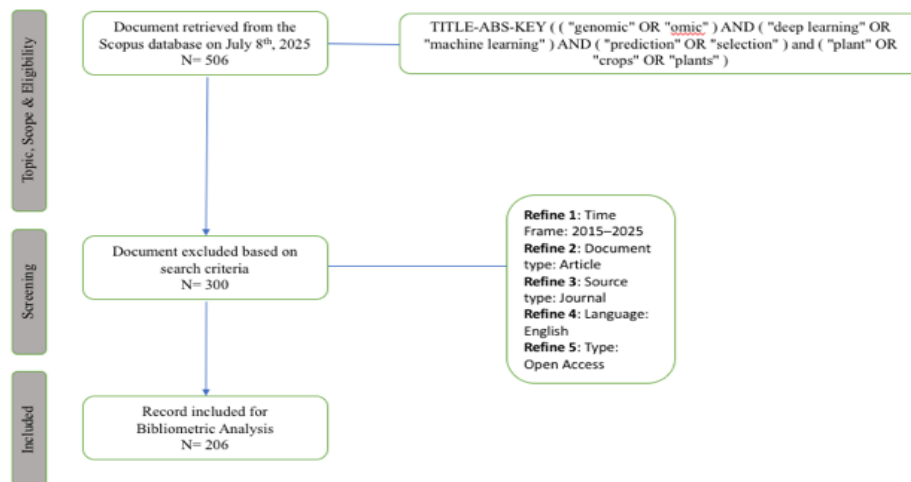 Topic, Scope & Eligibility
Document retrieved from the
Scopus database on July 8th, 2025
N= 506
TITLE-ABS-KEY ( ( "genomic" OR "omic" ) AND ( "deep learning" OR
"machine learning" ) AND ( "prediction" OR "selection" ) and ( "plant" OR
"crops" OR "plants" )
Screening
Document excluded based on
search criteria
N= 300
Refine 1: Time
Frame: 2015–2025
Refine 2: Document
type: Article
Refine 3: Source
type: Journal
Refine 4: Language:
English
Refine 5: Type:
Open Access
Included
Record included for
Bibliometric Analysis
N= 206